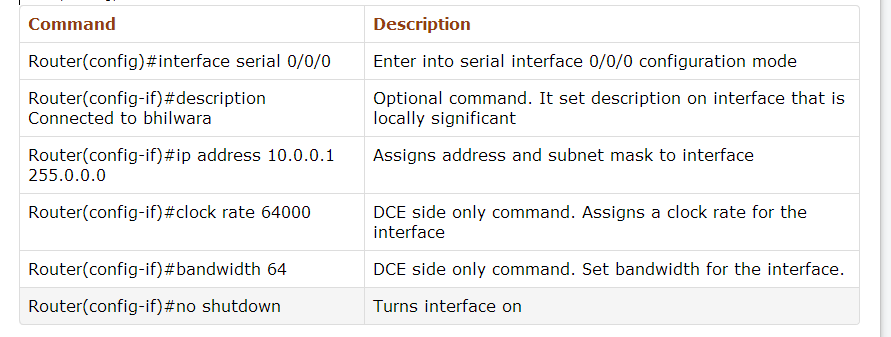 Command
Description
Router(config)#interface serial 0/0/0
Enter into serial interface 0/0/0 configuration mode
Router(config-if)#description
Connected to bhilwara
Optional command. It set description on interface that is
locally significant
Router(config-if)#ip address 10.0.0.1
255.0.0.0
Assigns address and subnet mask to interface
Router(config-if)#clock rate 64000
DCE side only command. Assigns a clock rate for the
interface
Router(config-if)#bandwidth 64
DCE side only command. Set bandwidth for the interface.
Router(config-if)#no shutdown
Turns interface on